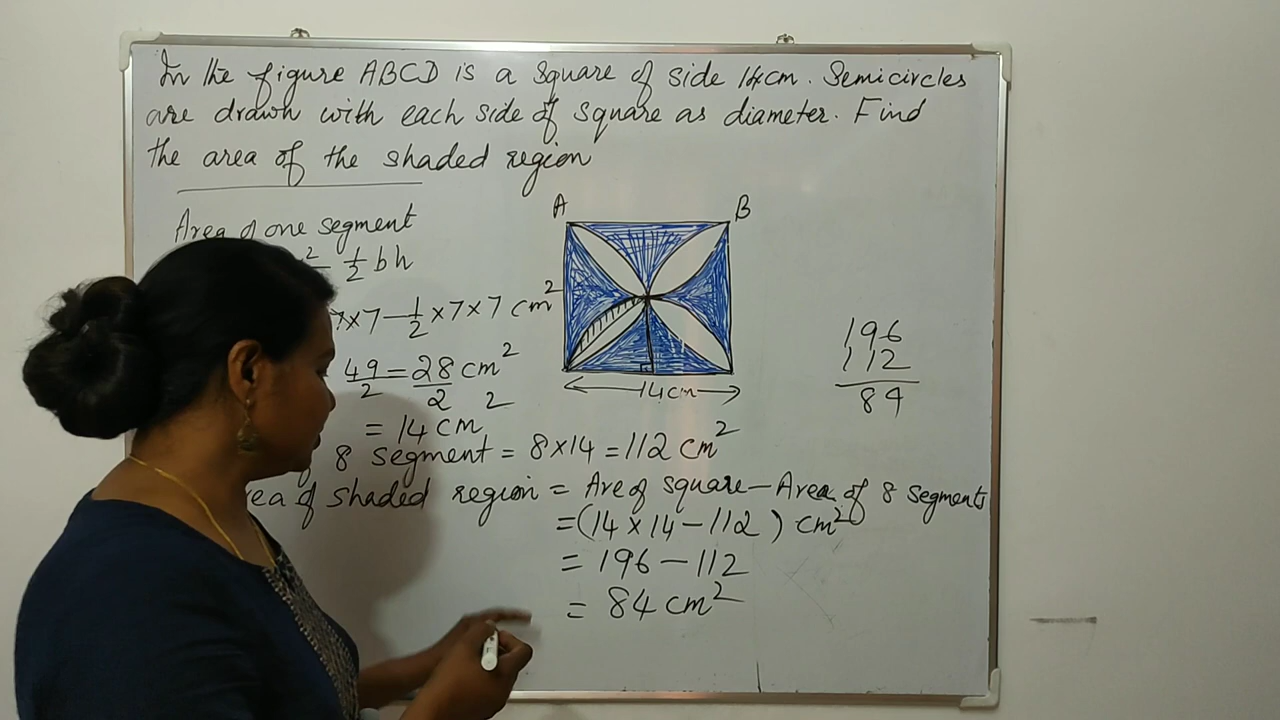 In the figure ABCD is a square of side 14cm. Semicircles
are drawn with each side of square as diameter. Find
the area of the shaded region
Area of one segment
2 - 1/2 bh
7×7 - 1/2 ×7×7 cm²
49/2 = 28/2 cm²
= 14 cm²
8 segment = 8×14 = 112 cm²
rea of shaded region = Are of square - Area of 8 segments
= (14 × 14 - 112) cm²
= 196 - 112
= 84 cm²
A B
14cm
196
112
84